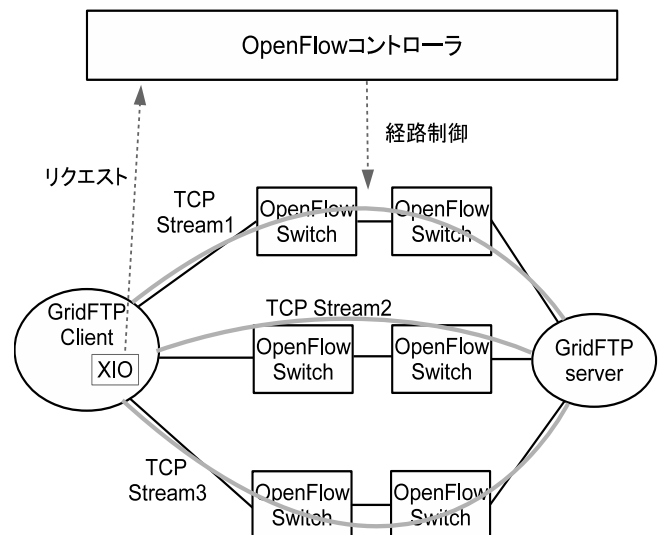 OpenFlowコントローラ
リクエスト
経路制御
TCP
Stream1
OpenFlow
Switch
OpenFlow
Switch
GridFTP
Client
XIO
TCP Stream2
OpenFlow
Switch
OpenFlow
Switch
GridFTP
server
TCP
Stream3
OpenFlow
Switch
OpenFlow
Switch